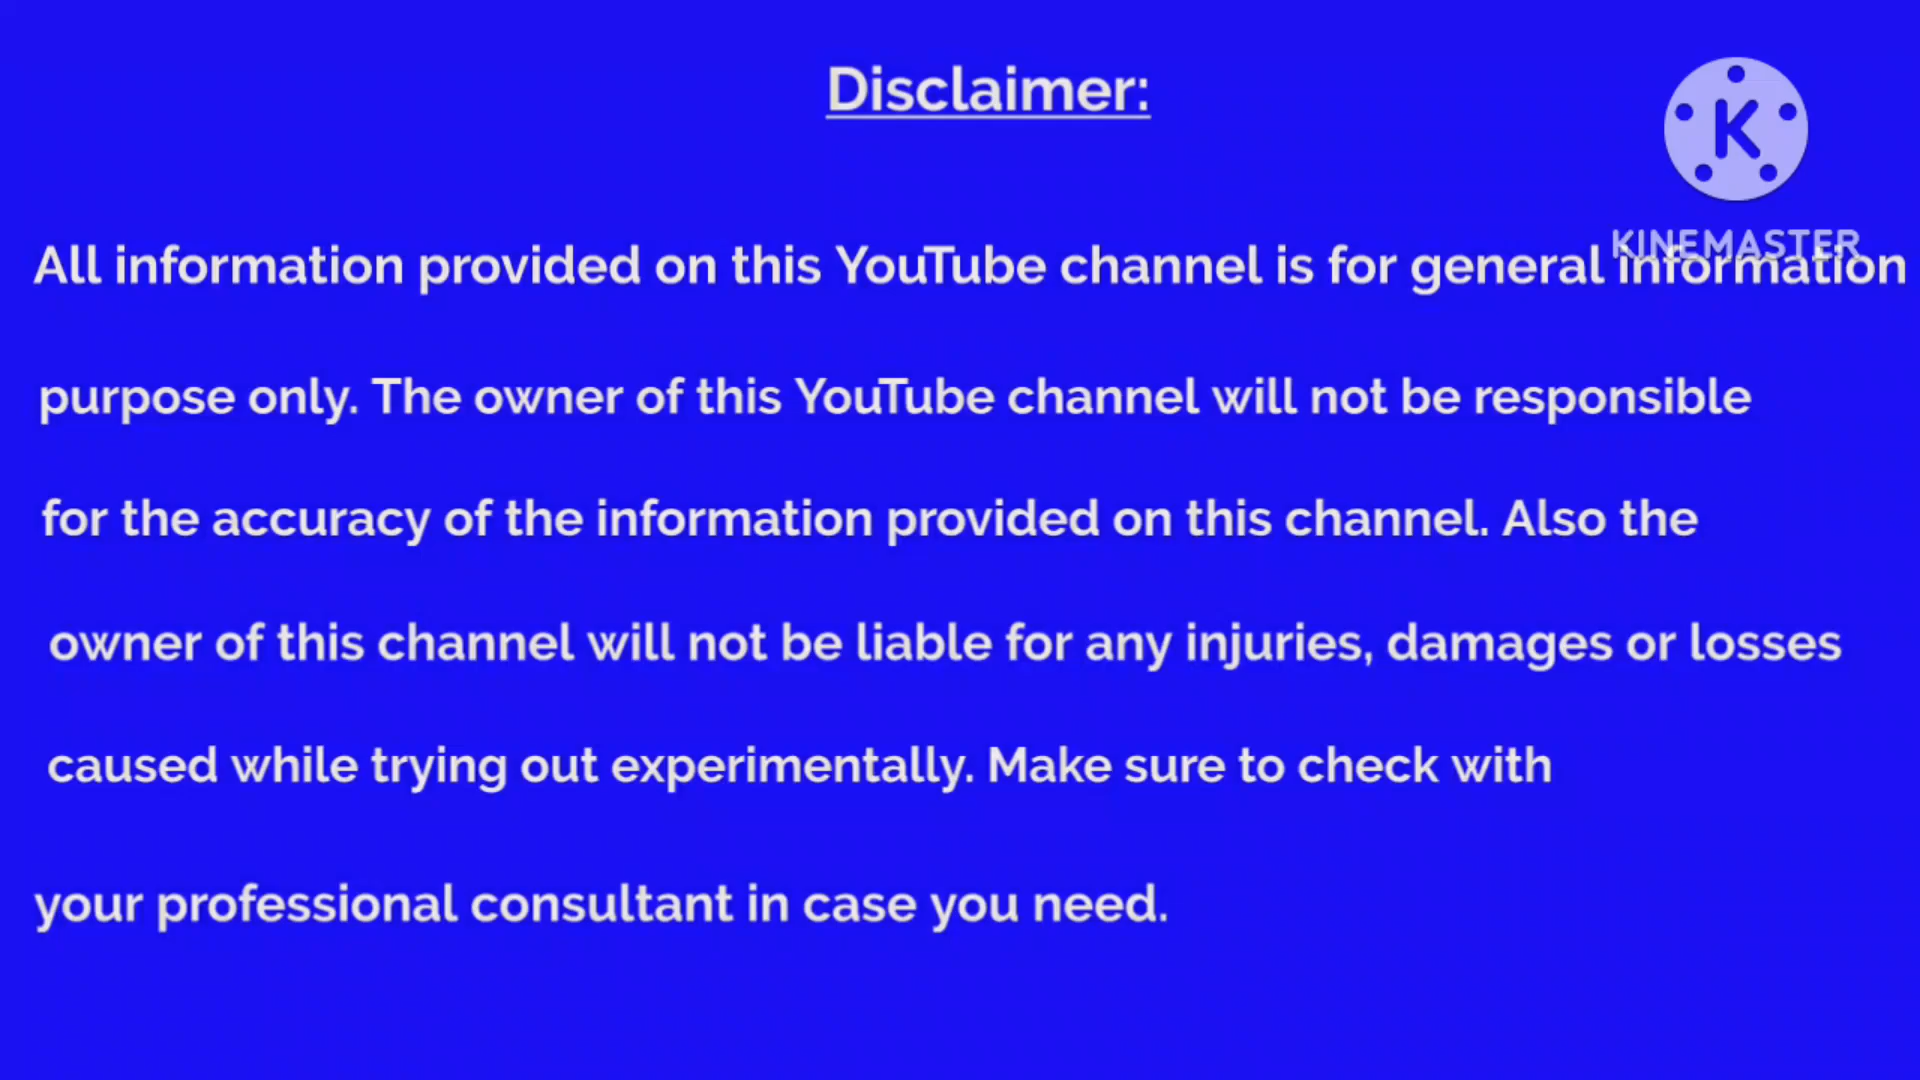 Disclaimer:
K
KINEMASTER
All information provided on this YouTube channel is for general information
purpose only. The owner of this YouTube channel will not be responsible
for the accuracy of the information provided on this channel. Also the
owner of this channel will not be liable for any injuries, damages or losses
caused while trying out experimentally. Make sure to check with
your professional consultant in case you need.